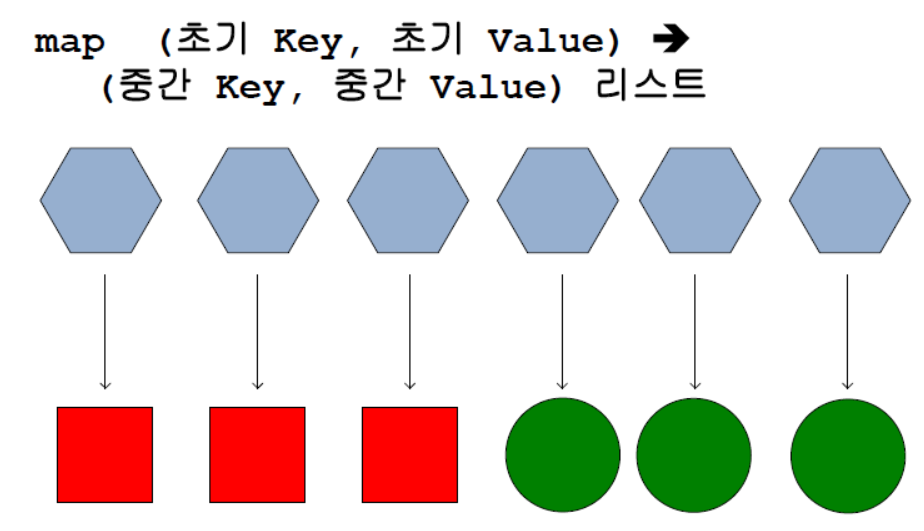 map (초기 Key, 초기 Value) ➔
(중간 Key, 중간 Value) 리스트